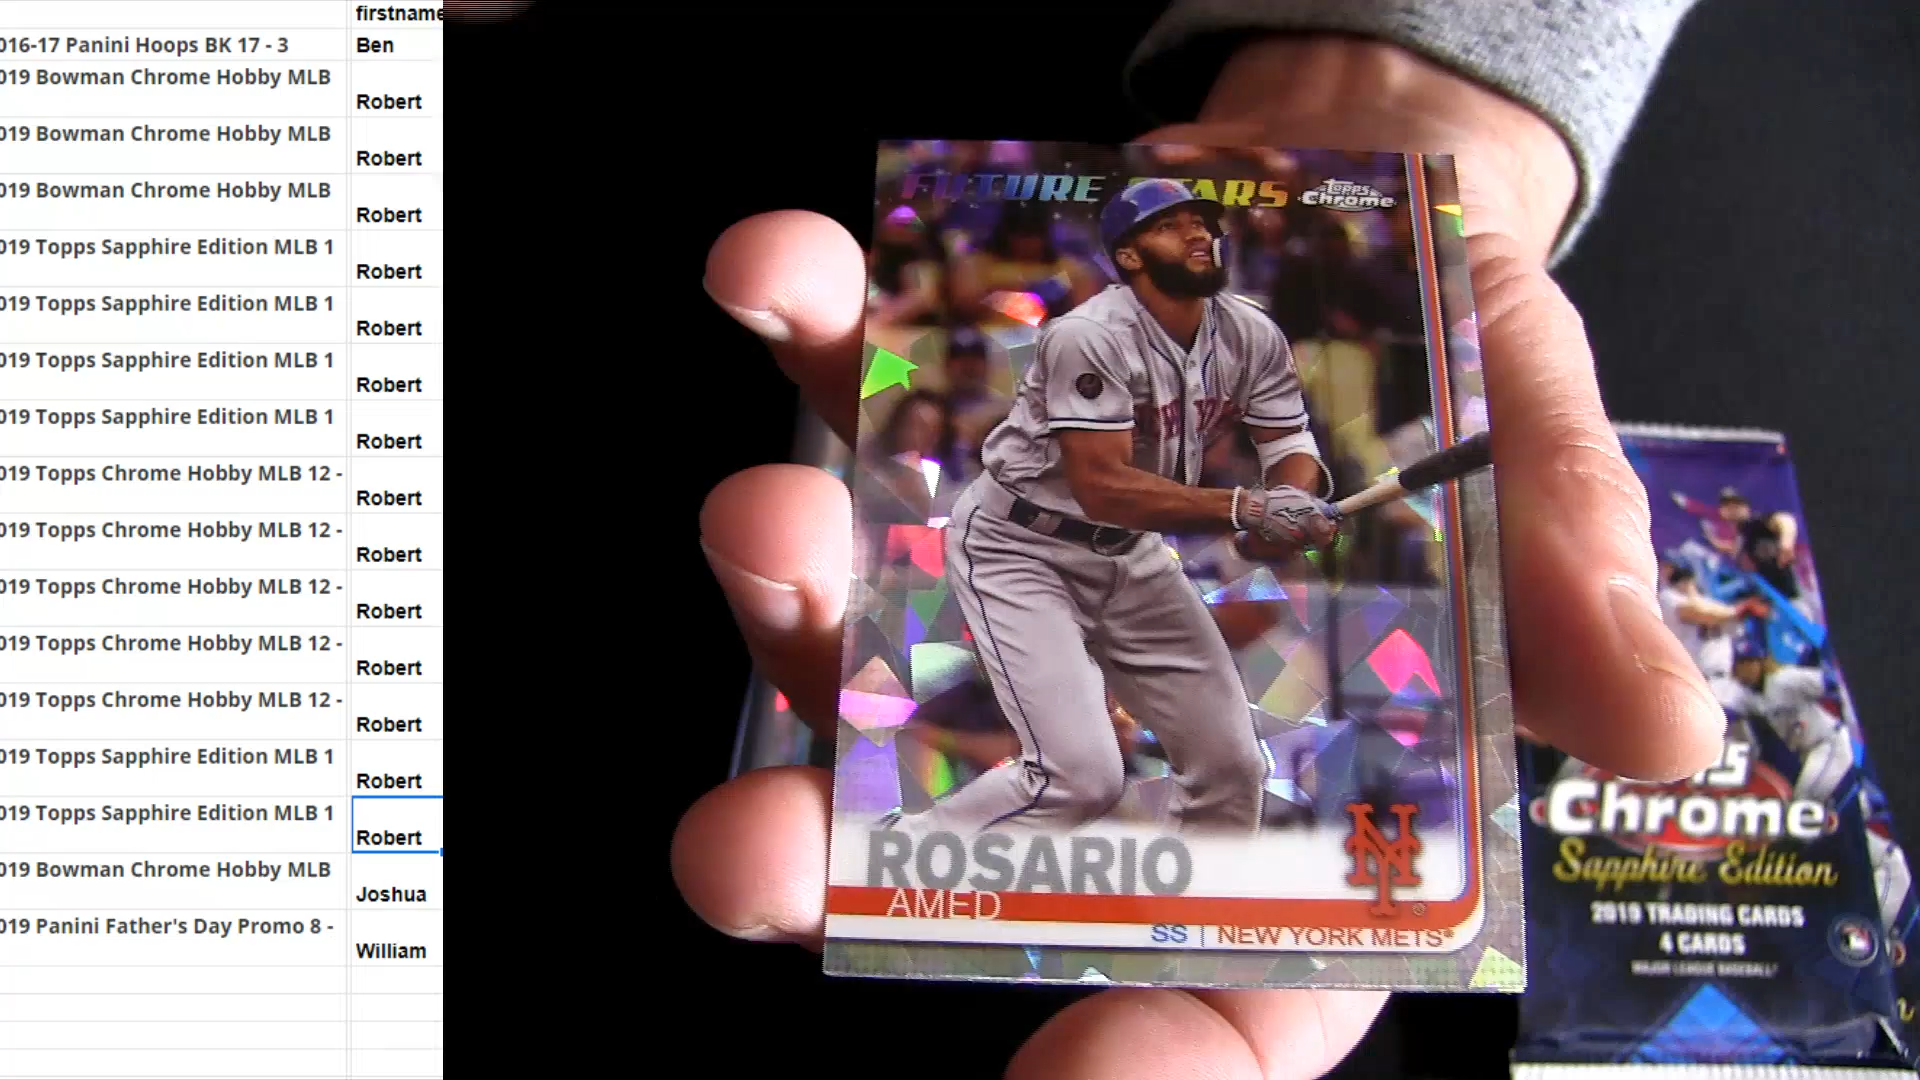 firstname
016-17 Panini Hoops BK 17 - 3
Ben
019 Bowman Chrome Hobby MLB
Robert
019 Bowman Chrome Hobby MLB
Robert
019 Bowman Chrome Hobby MLB
Robert
019 Topps Sapphire Edition MLB 1
Robert
019 Topps Sapphire Edition MLB 1
Robert
019 Topps Sapphire Edition MLB 1
Robert
019 Topps Sapphire Edition MLB 1
Robert
019 Topps Chrome Hobby MLB 12 -
Robert
019 Topps Chrome Hobby MLB 12 -
Robert
019 Topps Chrome Hobby MLB 12 -
Robert
019 Topps Chrome Hobby MLB 12 -
Robert
019 Topps Chrome Hobby MLB 12 -
Robert
019 Topps Sapphire Edition MLB 1
Robert
019 Topps Sapphire Edition MLB 1
Robert
019 Bowman Chrome Hobby MLB
Joshua
019 Panini Father's Day Promo 8 -
William
FUTURE STARS
Topps
Chrome
ROSARIO
AMED
SS | NEW YORK METS
Chrome
Sapphire Edition
2019 TRADING CARDS
4 CARDS
MAJOR LEAGUE BASEBALL